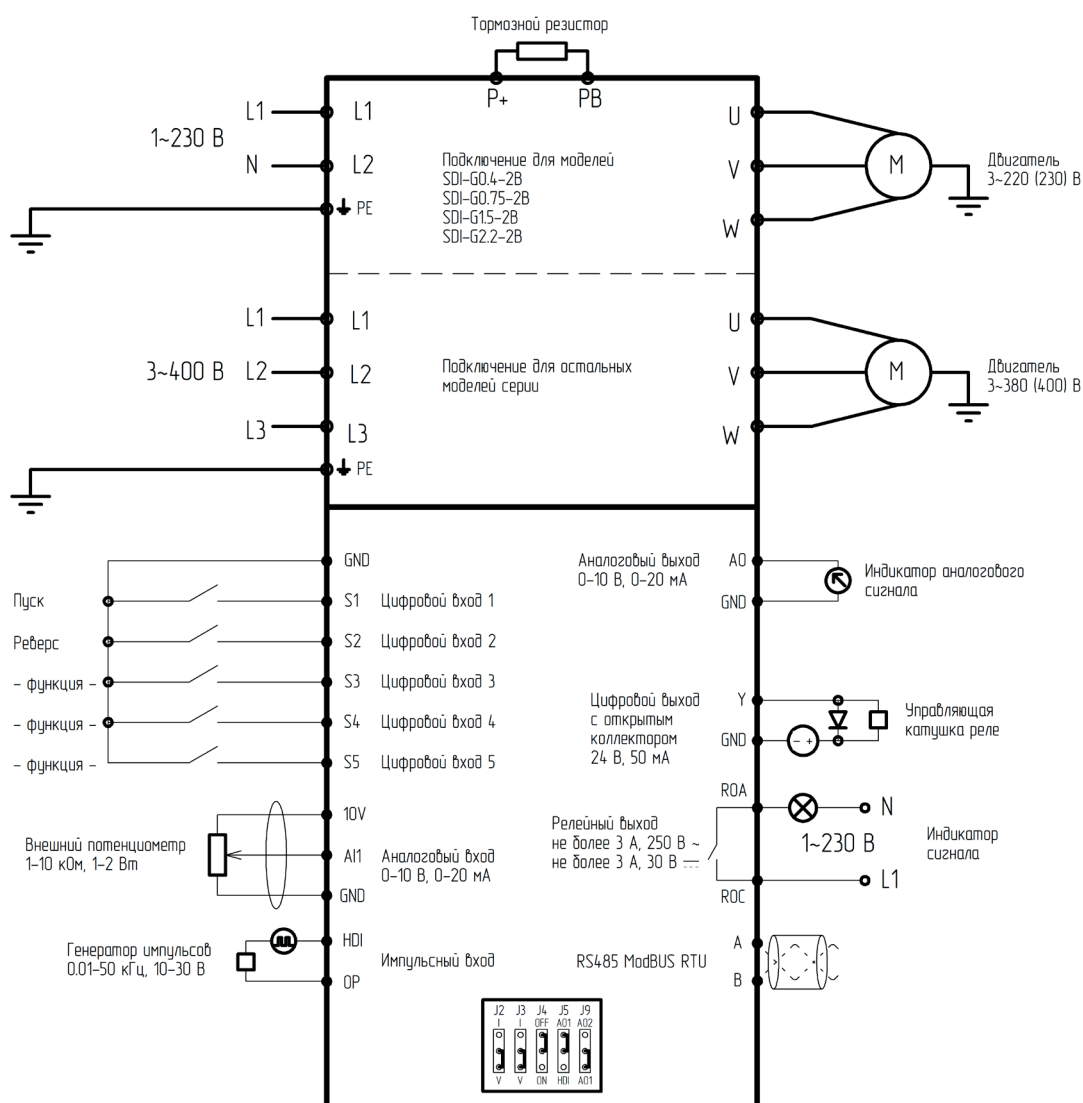 Тормозной резистор
P+
PB
L1
L1
U
1~230 В
N
L2
Подключение для моделей
SDI-G0.4-2B
SDI-G0.75-2B
SDI-G1.5-2B
SDI-G2.2-2B
V
M
Двигатель
3~220 (230) В
PE
W
L1
L1
U
3~400 В
L2
L2
Подключение для остальных
моделей серии
V
M
Двигатель
3~380 (400) В
L3
L3
W
PE
GND
Аналоговый выход
0-10 В, 0-20 мА
AO
GND
Индикатор аналогового
сигнала
Пуск
S1 Цифровой вход 1
Реверс
S2 Цифровой вход 2
- функция -
S3 Цифровой вход 3
- функция -
S4 Цифровой вход 4
- функция -
S5 Цифровой вход 5
Цифровой выход
с открытым
коллектором
24 В, 50 мА
Y
GND
- +
Управляющая
катушка реле
10V
Внешний потенциометр
1-10 кОм, 1-2 Вт
AI1
Аналоговый вход
0-10 В, 0-20 мА
GND
ROA
Релейный выход
не более 3 А, 250 В ~
не более 3 А, 30 В
ROC
N
1~230 В
L1
Индикатор
сигнала
Генератор импульсов
0.01-50 кГц, 10-30 В
HDI
Импульсный вход
OP
RS485 ModBUS RTU
A
B
J2 J3 J4 J5 J9
I I OFF AO1 AO2
V V ON HDI AO1